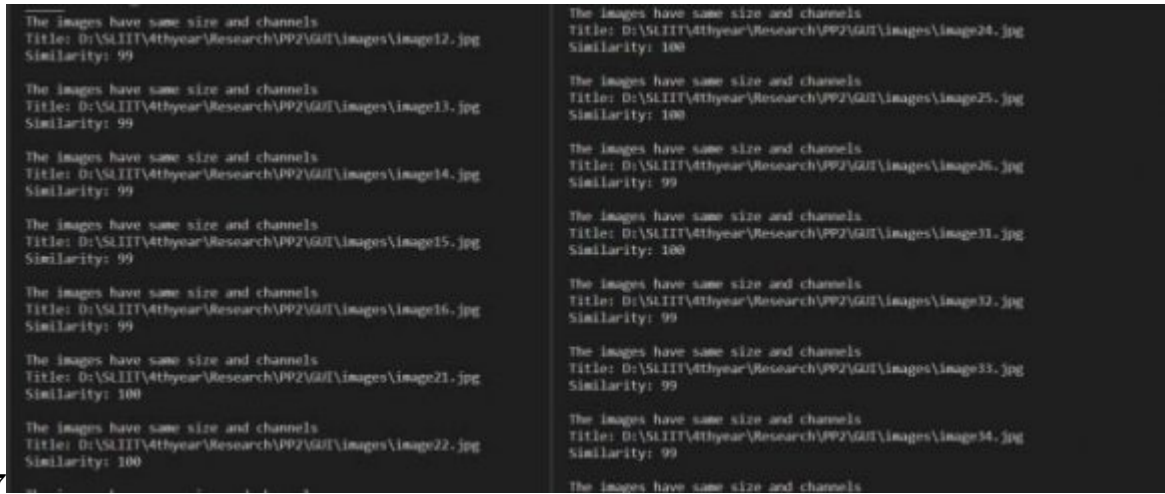 The images have same size and channels
Title: D:\SLIIT\4thyear\Research\PP2\GUI\images\image12.jpg
Similarity: 99
The images have same size and channels
Title: D:\SLIIT\4thyear\Research\PP2\GUI\images\image13.jpg
Similarity: 99
The images have same size and channels
Title: D:\SLIIT\4thyear\Research\PP2\GUI\images\image14.jpg
Similarity: 99
The images have same size and channels
Title: D:\SLIIT\4thyear\Research\PP2\GUI\images\image15.jpg
Similarity: 99
The images have same size and channels
Title: D:\SLIIT\4thyear\Research\PP2\GUI\images\image16.jpg
Similarity: 99
The images have same size and channels
Title: D:\SLIIT\4thyear\Research\PP2\GUI\images\image21.jpg
Similarity: 100
The images have same size and channels
Title: D:\SLIIT\4thyear\Research\PP2\GUI\images\image22.jpg
Similarity: 100
The images have same size and channels
Title: D:\SLIIT\4thyear\Research\PP2\GUI\images\image24.jpg
Similarity: 100
The images have same size and channels
Title: D:\SLIIT\4thyear\Research\PP2\GUI\images\image25.jpg
Similarity: 100
The images have same size and channels
Title: D:\SLIIT\4thyear\Research\PP2\GUI\images\image26.jpg
Similarity: 99
The images have same size and channels
Title: D:\SLIIT\4thyear\Research\PP2\GUI\images\image31.jpg
Similarity: 100
The images have same size and channels
Title: D:\SLIIT\4thyear\Research\PP2\GUI\images\image32.jpg
Similarity: 99
The images have same size and channels
Title: D:\SLIIT\4thyear\Research\PP2\GUI\images\image33.jpg
Similarity: 99
The images have same size and channels
Title: D:\SLIIT\4thyear\Research\PP2\GUI\images\image34.jpg
Similarity: 99
The images have same size and channels